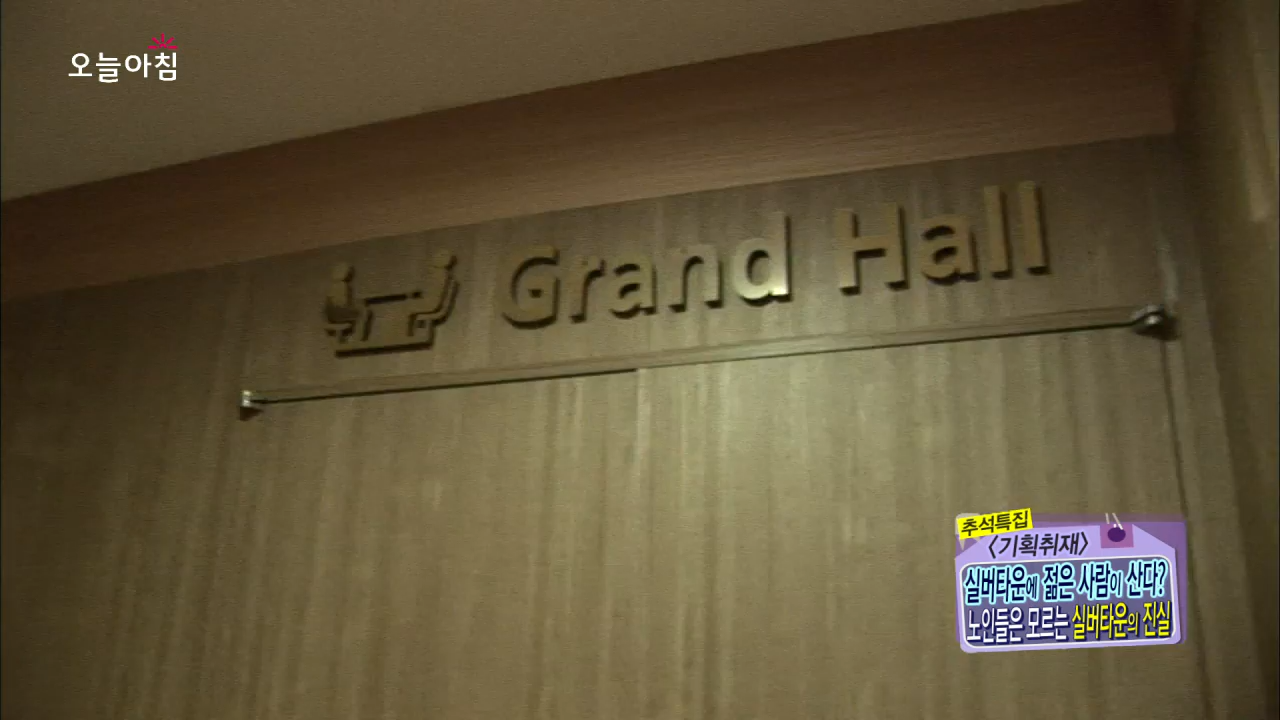 오늘아침
Grand Hall
추석특집
〈기획취재〉
실버타운에 젊은 사람이 산다?
노인들은 모르는 실버타운의 진실